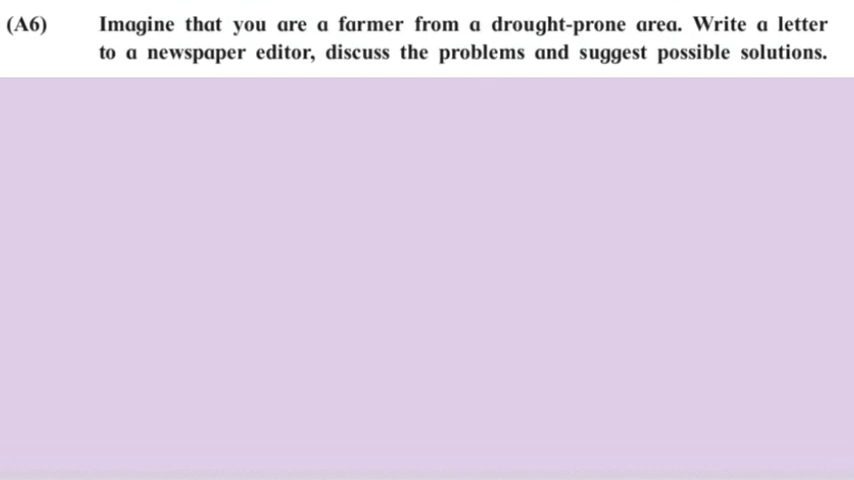 (A6) Imagine that you are a farmer from a drought-prone area. Write a letter
to a newspaper editor, discuss the problems and suggest possible solutions.